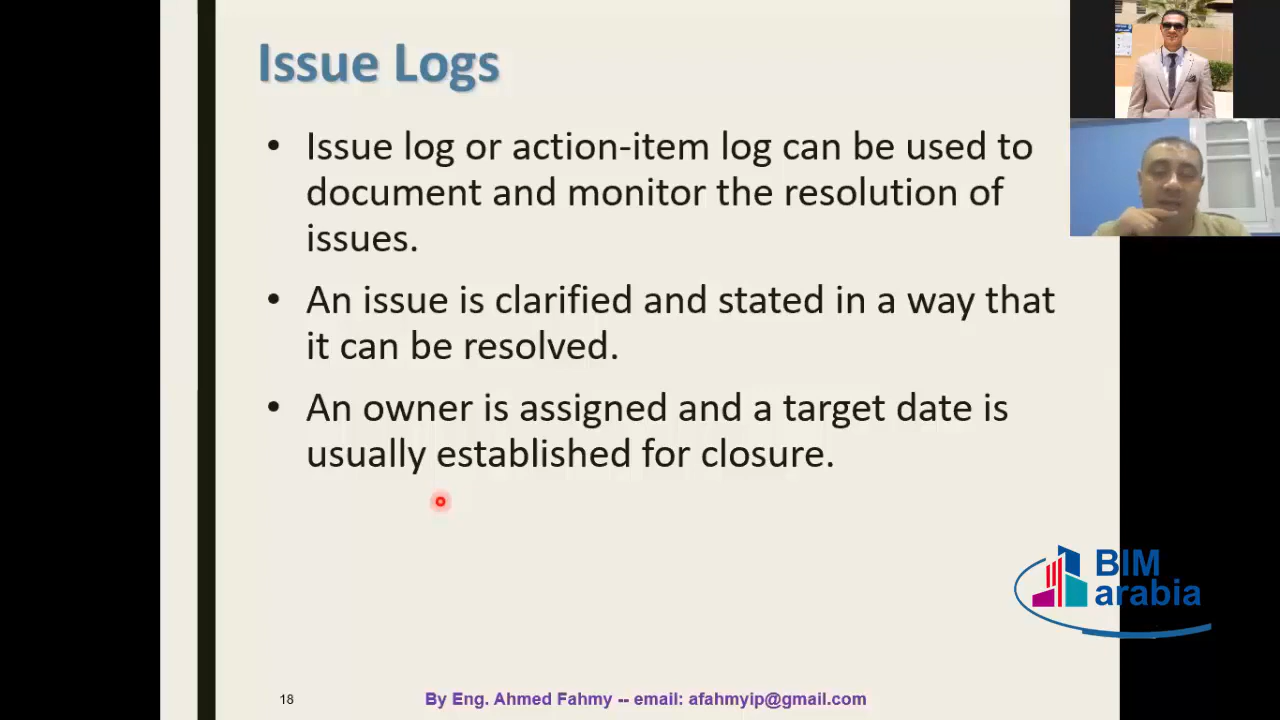 Issue Logs
• Issue log or action-item log can be used to
document and monitor the resolution of
issues.
• An issue is clarified and stated in a way that
it can be resolved.
• An owner is assigned and a target date is
usually established for closure.
BIM
arabia
18
By Eng. Ahmed Fahmy -- email: afahmyip@gmail.com